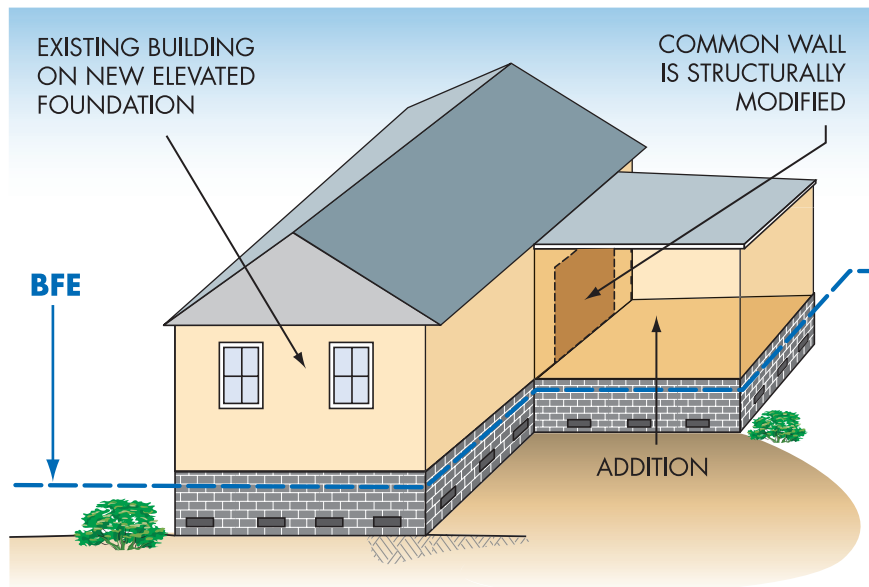 EXISTING BUILDING
ON NEW ELEVATED
FOUNDATION
COMMON WALL
IS STRUCTURALLY
MODIFIED
BFE
ADDITION